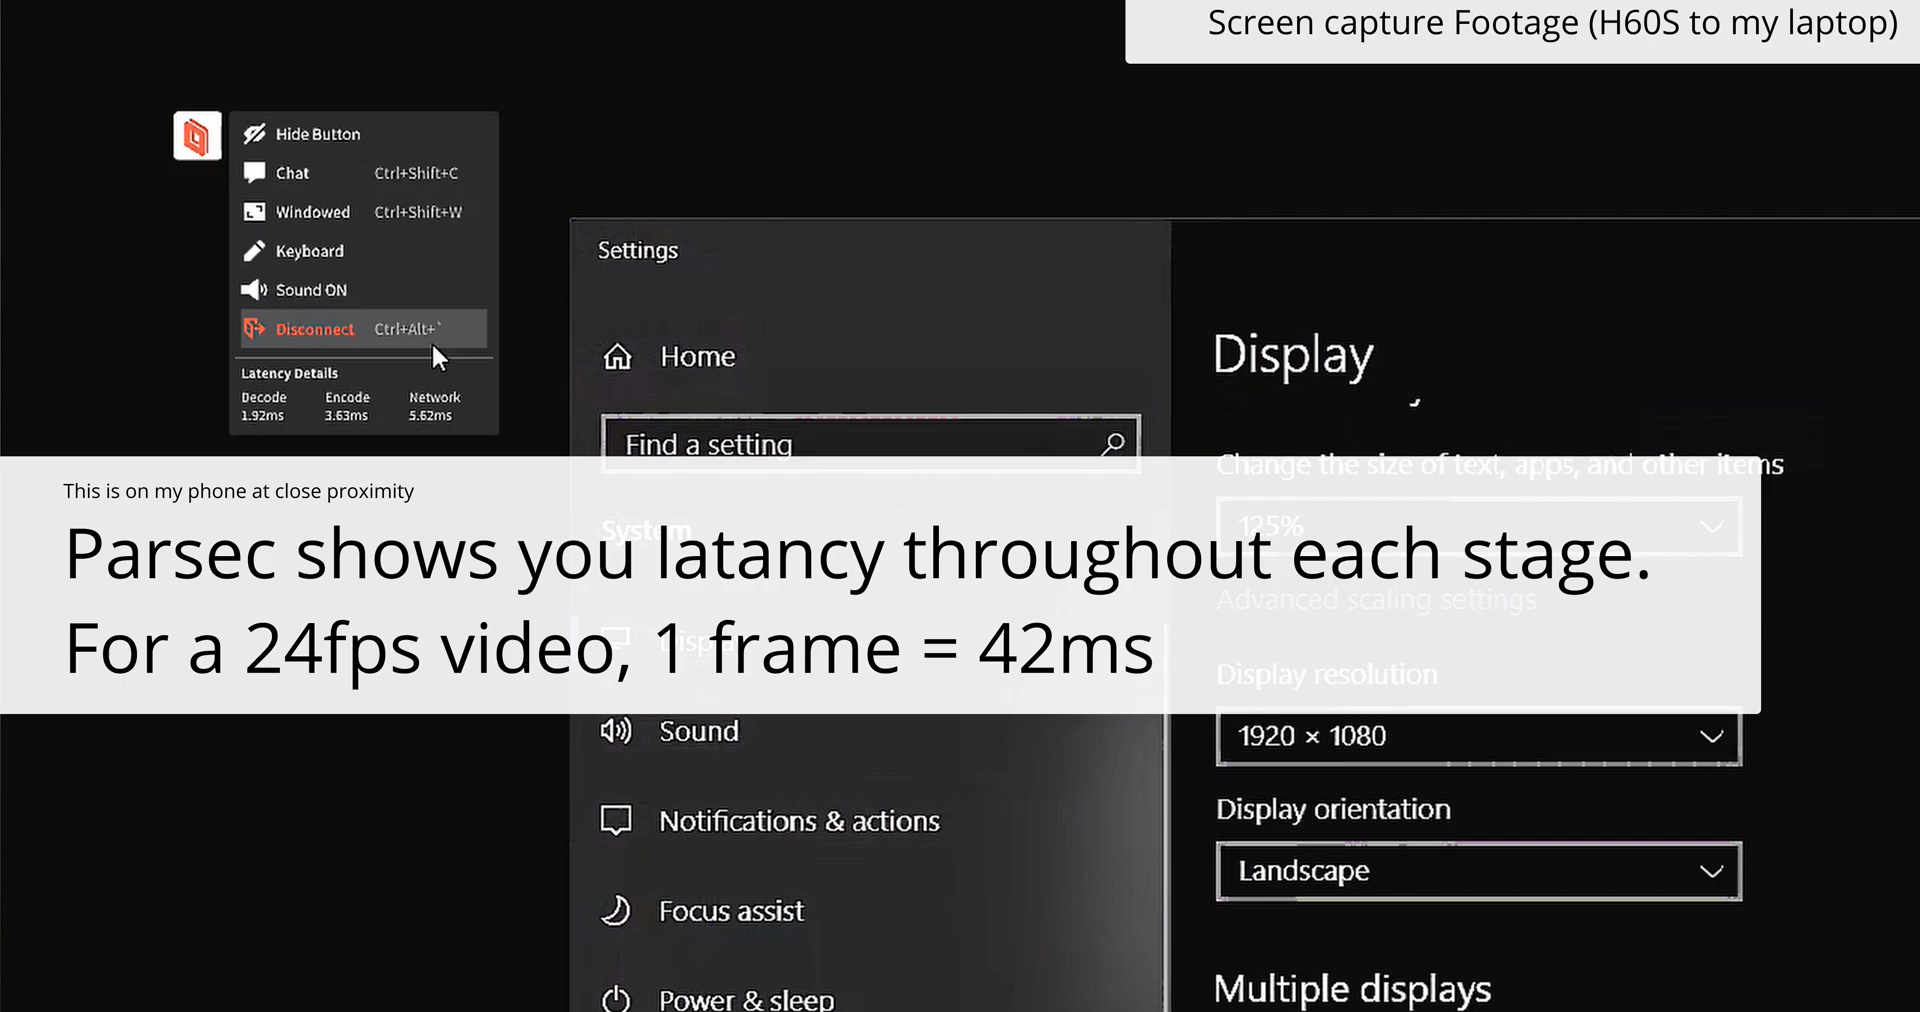 Screen capture Footage (H60S to my laptop)
Hide Button
Chat Ctrl+Shift+C
Windowed Ctrl+Shift+W
Keyboard
Sound ON
Disconnect Ctrl+Alt+`
Latency Details
Decode Encode Network
1.92ms 3.63ms 5.62ms
Settings
Home
Find a setting
System
Display
Sound
Notifications & actions
Focus assist
Power & sleep
Display
Change the size of text, apps, and other items
125%
Advanced scaling settings
Display resolution
1920 × 1080
Display orientation
Landscape
Multiple displays
This is on my phone at close proximity
Parsec shows you latancy throughout each stage.
For a 24fps video, 1 frame = 42ms